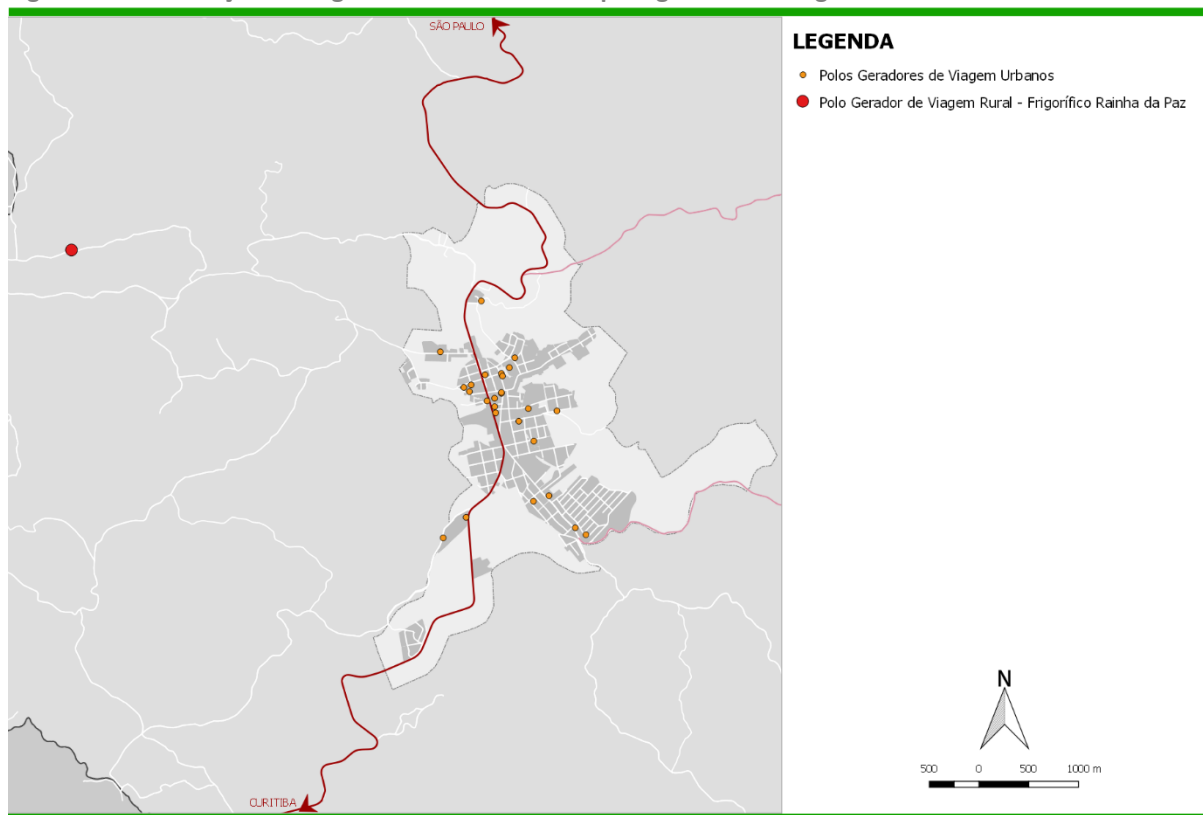 SÃO PAULO
LEGENDA
Polos Geradores de Viagem Urbanos
Polo Gerador de Viagem Rural - Frigorífico Rainha da Paz
N
500 0 500 1000 m
CURITIBA